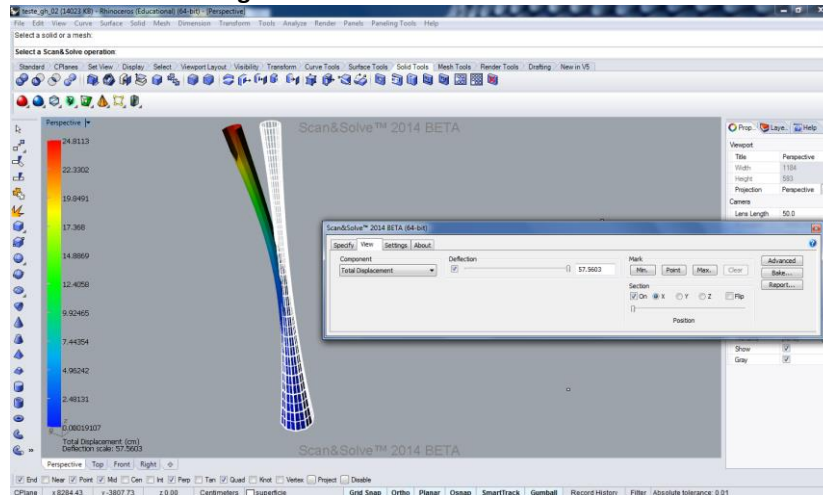 teste_gh_02 (14023 KB) - Rhinoceros (Educational) (64-bit) - [Perspective]
File Edit View Curve Surface Solid Mesh Dimension Transform Tools Analyze Render Panels Paneling Tools Help
Select a solid or a mesh:
Select a Scan&Solve operation:
Standard CPlanes Set View Display Select Viewport Layout Visibility Transform Curve Tools Surface Tools Solid Tools Mesh Tools Render Tools Drafting New in V5
Perspective
Scan&Solve™ 2014 BETA
24.8113
22.3302
19.8491
17.368
14.8869
12.4058
9.92465
7.44354
4.96242
2.48131
0.08019107
Total Displacement (cm)
Deflection scale: 57.5603
Scan&Solve™ 2014 BETA
Prop.. Laye.. Help
Viewport
Title Perspective
Width 1184
Height 593
Projection Perspective
Camera
Lens Length 50.0
Scan&Solve™ 2014 BETA (64-bit)
Specify View Settings About
Component Deflection Mark Advanced
Total Displacement 57.5603 Min. Point Max. Clear Bake...
Section Report...
On X Y Z Flip
Position
Show
Gray
Perspective Top Front Right
End Near Point Mid Cen Int Perp Tan Quad Knot Vertex Project Disable
CPlane x 8284.43 y -3807.73 z 0.00 Centimeters superficie Grid Snap Ortho Planar Osnap SmartTrack Gumball Record History Filter Absolute tolerance: 0.01